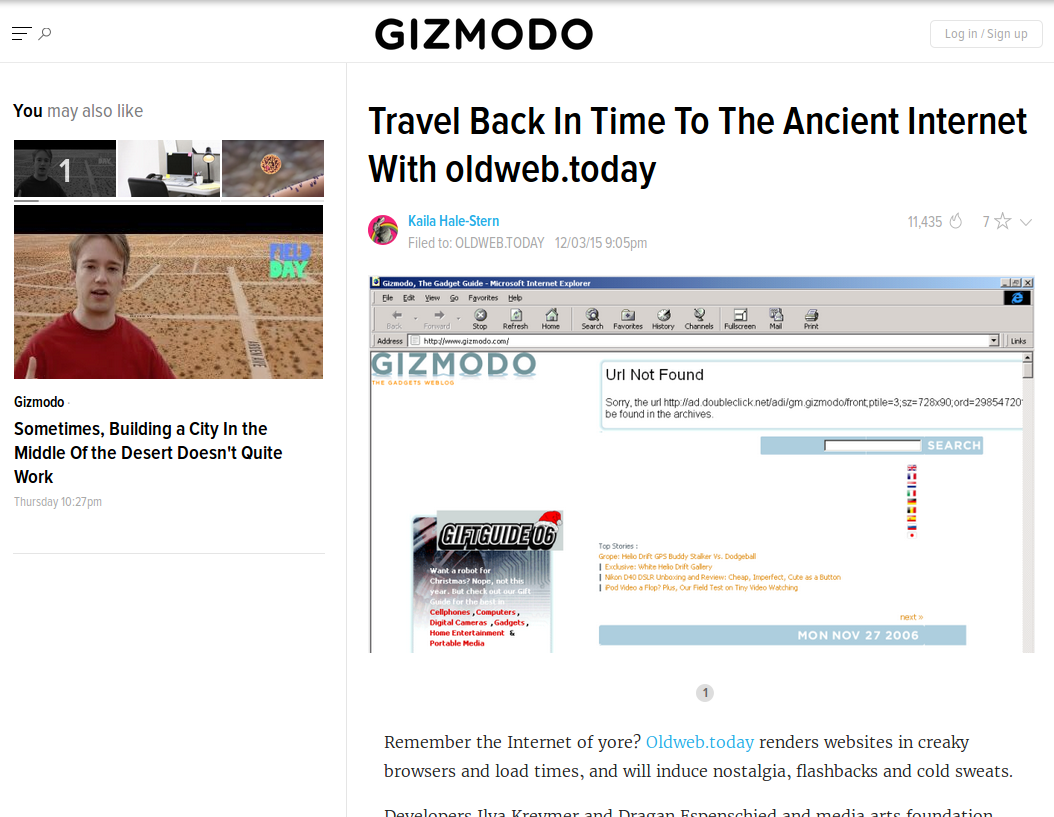 GIZMODO
Log in / Sign up
You may also like
1
FIELD DAY
Gizmodo ·
Sometimes, Building a City In the
Middle Of the Desert Doesn't Quite
Work
Thursday 10:27pm
Travel Back In Time To The Ancient Internet
With oldweb.today
Kaila Hale-Stern
11,435 7
Filed to: OLDWEB.TODAY 12/03/15 9:05pm
Gizmodo, The Gadget Guide - Microsoft Internet Explorer
File Edit View Go Favorites Help
Back Forward Stop Refresh Home Search Favorites History Channels Fullscreen Mail Print
Address http://www.gizmodo.com/ Links
GIZMODO
THE GADGETS WEBLOG
Url Not Found
Sorry, the url http://ad.doubleclick.net/adi/gm.gizmodo/front;ptile=3;sz=728x90;ord=29854720
be found in the archives.
SEARCH
GIFTGUIDE 06
Want a robot for
Christmas? Nope, not this
year. But check out our Gift
Guide for the best in
Cellphones , Computers ,
Digital Cameras , Gadgets ,
Home Entertainment &
Portable Media
Top Stories :
Grope: Helio Drift GPS Buddy Stalker Vs. Dodgeball
Exclusive: White Helio Drift Gallery
Nikon D40 DSLR Unboxing and Review: Cheap, Imperfect, Cute as a Button
iPod Video a Flop? Plus, Our Field Test on Tiny Video Watching
next »
MON NOV 27 2006
1
Remember the Internet of yore? Oldweb.today renders websites in creaky
browsers and load times, and will induce nostalgia, flashbacks and cold sweats.
Developers Ilya Kreymer and Dragan Espenschied and media arts foundation